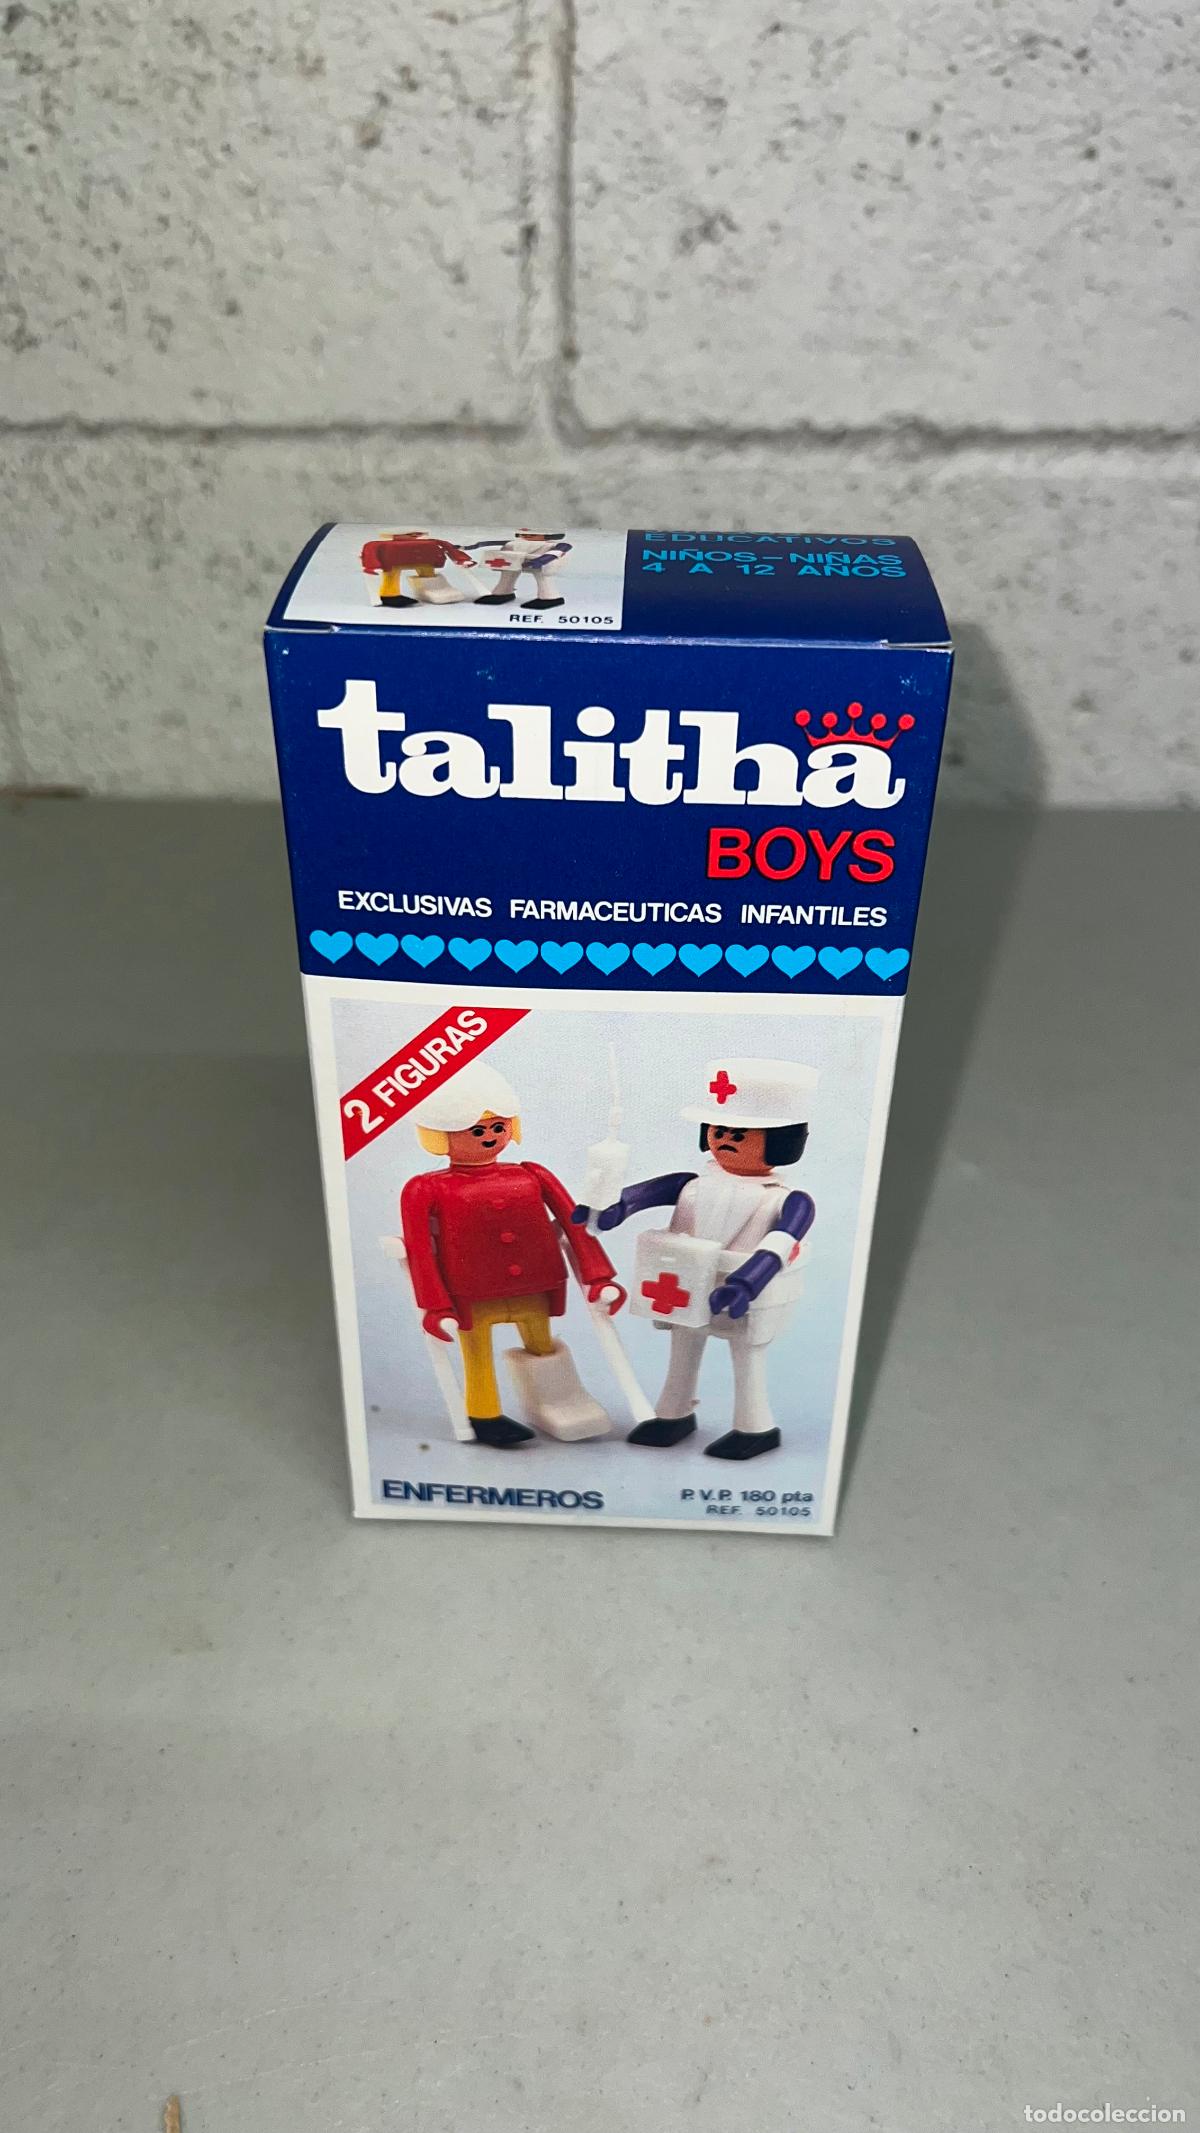 EDUCATIVOS
NIÑOS-NIÑAS
4 A 12 AÑOS
REF. 50105
talitha
BOYS
EXCLUSIVAS FARMACEUTICAS INFANTILES
2 FIGURAS
ENFERMEROS
P.V.P. 180 pta
REF. 50105
todocoleccion